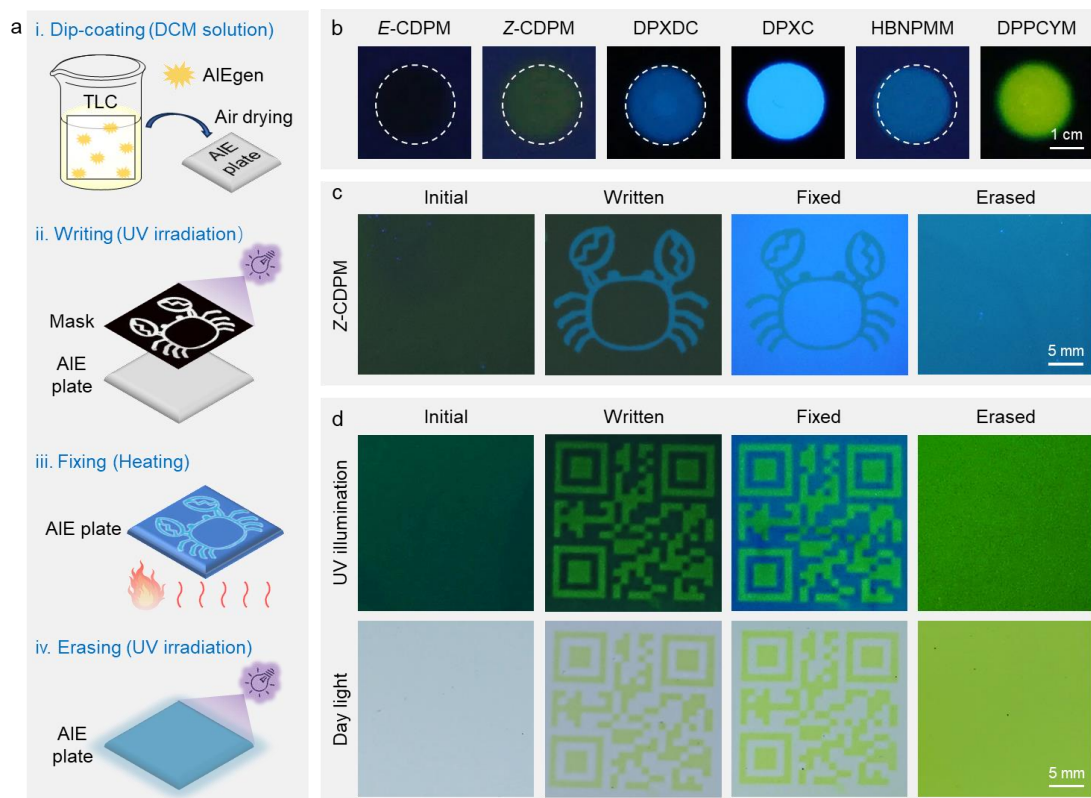 a
i. Dip-coating (DCM solution)
TLC
AIEgen
Air drying
AIE
plate
ii. Writing (UV irradiation)
Mask
AIE
plate
iii. Fixing (Heating)
AIE plate
iv. Erasing (UV irradiation)
AIE
plate
b
E-CDPM Z-CDPM DPXDC DPXC HBNPMM DPPCYM
1 cm
c
Initial Written Fixed Erased
Z-CDPM
5 mm
d
Initial Written Fixed Erased
UV illumination
Day light
5 mm